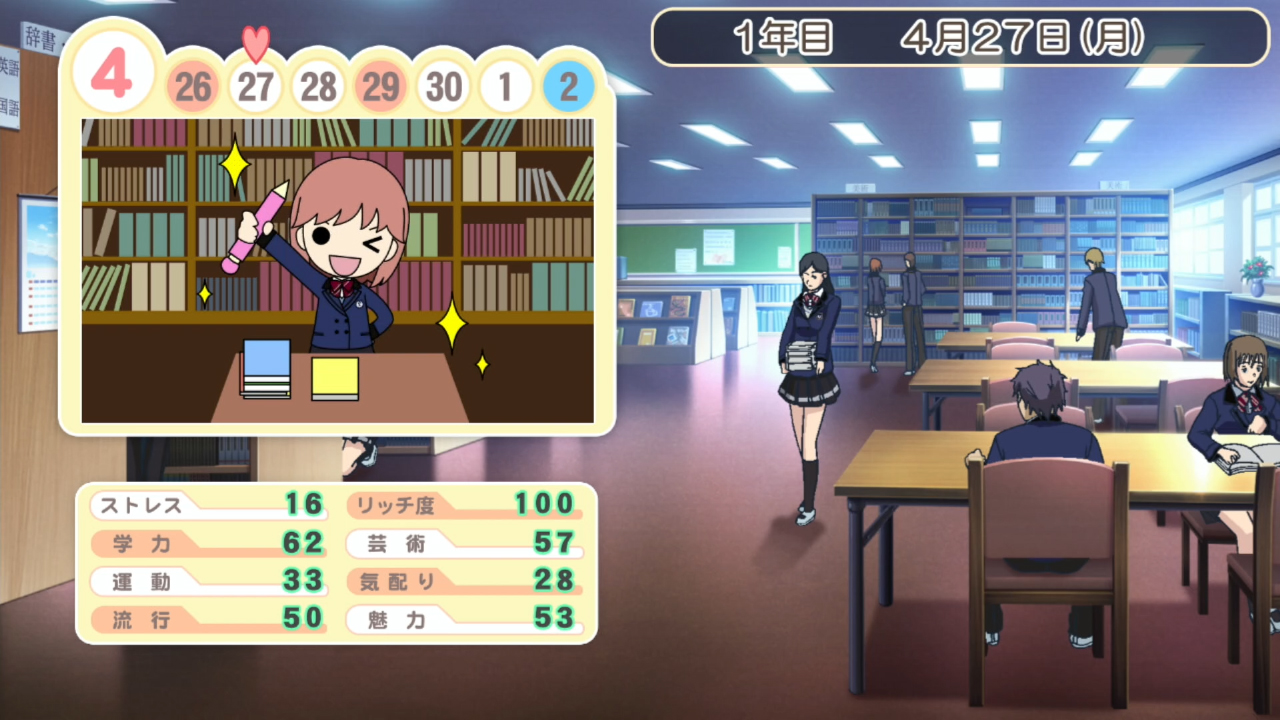 辞書・
英語
国語
4 26 27 28 29 30 1 2
1年目 4月27日(月)
ストレス 16 リッチ度 100
学力 62 芸術 57
運動 33 気配り 28
流行 50 魅力 53